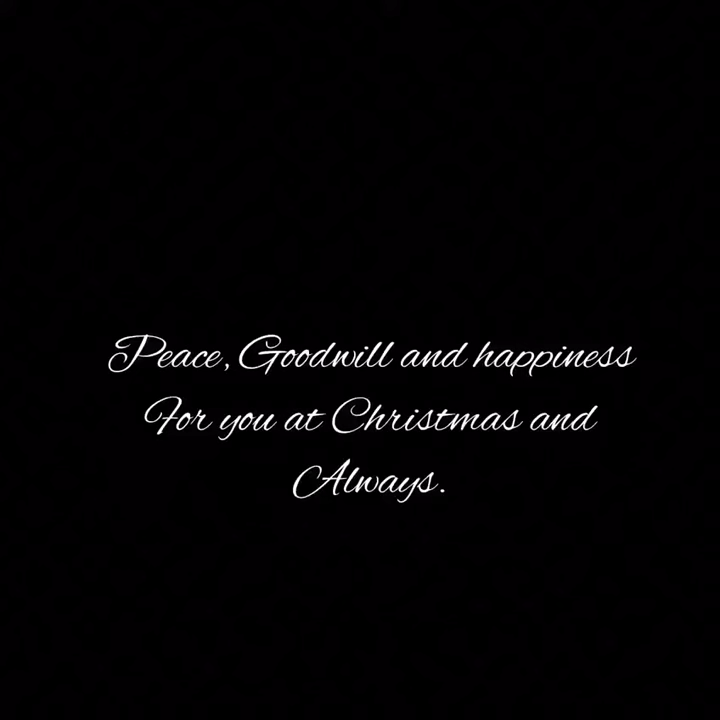 Peace, Goodwill and happiness
For you at Christmas and
Always.